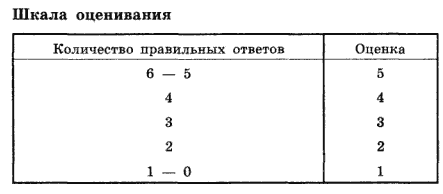 Шкала оценивания
Количество правильных ответов Оценка
6 — 5 5
4 4
3 3
2 2
1 — 0 1